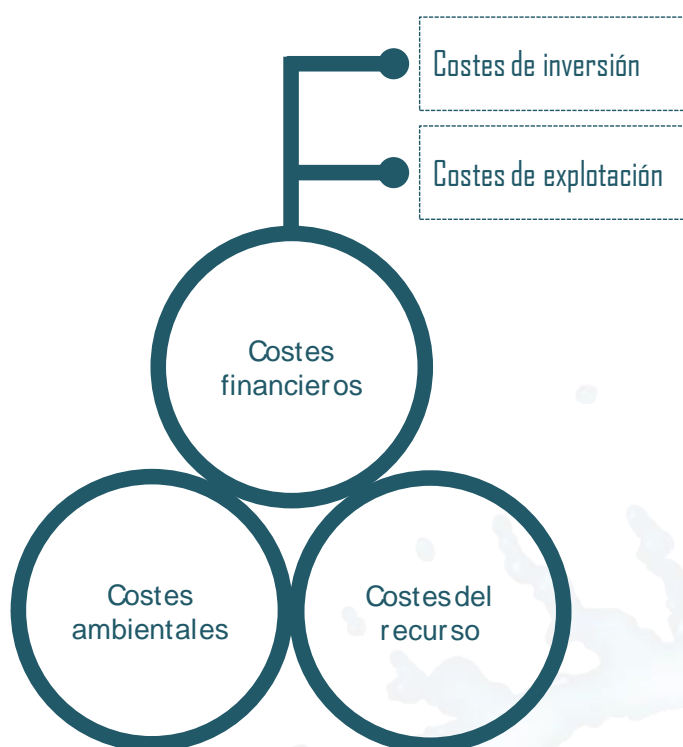 Costes de inversión
Costes de explotación
Costes
financieros
Costes
ambientales
Costes del
recurso